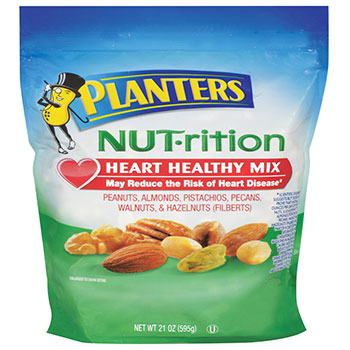 PLANTERS
NUT-rition
HEART HEALTHY MIX
May Reduce the Risk of Heart Disease*
PEANUTS, ALMONDS, PISTACHIOS, PECANS,
WALNUTS, & HAZELNUTS (FILBERTS)
NET WT 21 OZ (595g)
U